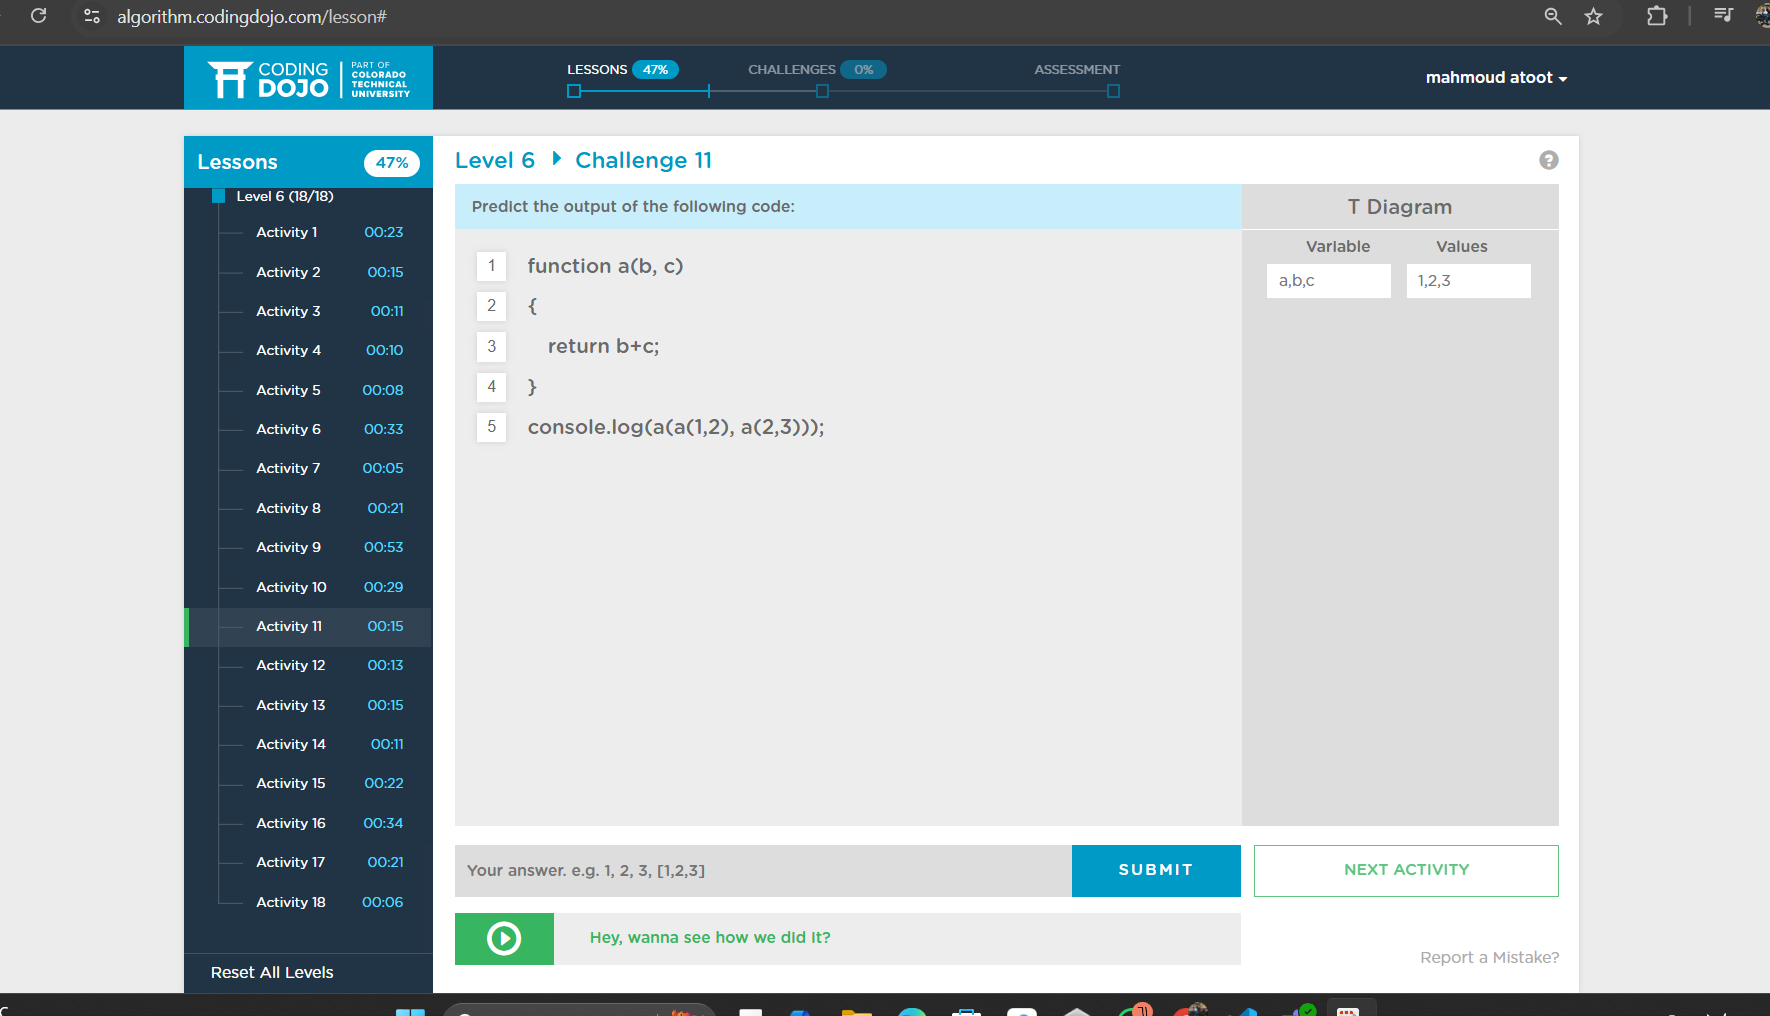 algorithm.codingdojo.com/lesson#
CODING DOJO
PART OF COLORADO TECHNICAL UNIVERSITY
LESSONS 47%
CHALLENGES 0%
ASSESSMENT
mahmoud atoot
Lessons 47%
Level 6 (18/18)
Activity 1 00:23
Activity 2 00:15
Activity 3 00:11
Activity 4 00:10
Activity 5 00:08
Activity 6 00:33
Activity 7 00:05
Activity 8 00:21
Activity 9 00:53
Activity 10 00:29
Activity 11 00:15
Activity 12 00:13
Activity 13 00:15
Activity 14 00:11
Activity 15 00:22
Activity 16 00:34
Activity 17 00:21
Activity 18 00:06
Reset All Levels
Level 6 Challenge 11
?
Predict the output of the following code:
1 function a(b, c)
2 {
3 return b+c;
4 }
5 console.log(a(a(1,2), a(2,3)));
T Diagram
Variable Values
a,b,c 1,2,3
Your answer. e.g. 1, 2, 3, [1,2,3]
SUBMIT
NEXT ACTIVITY
Hey, wanna see how we did it?
Report a Mistake?